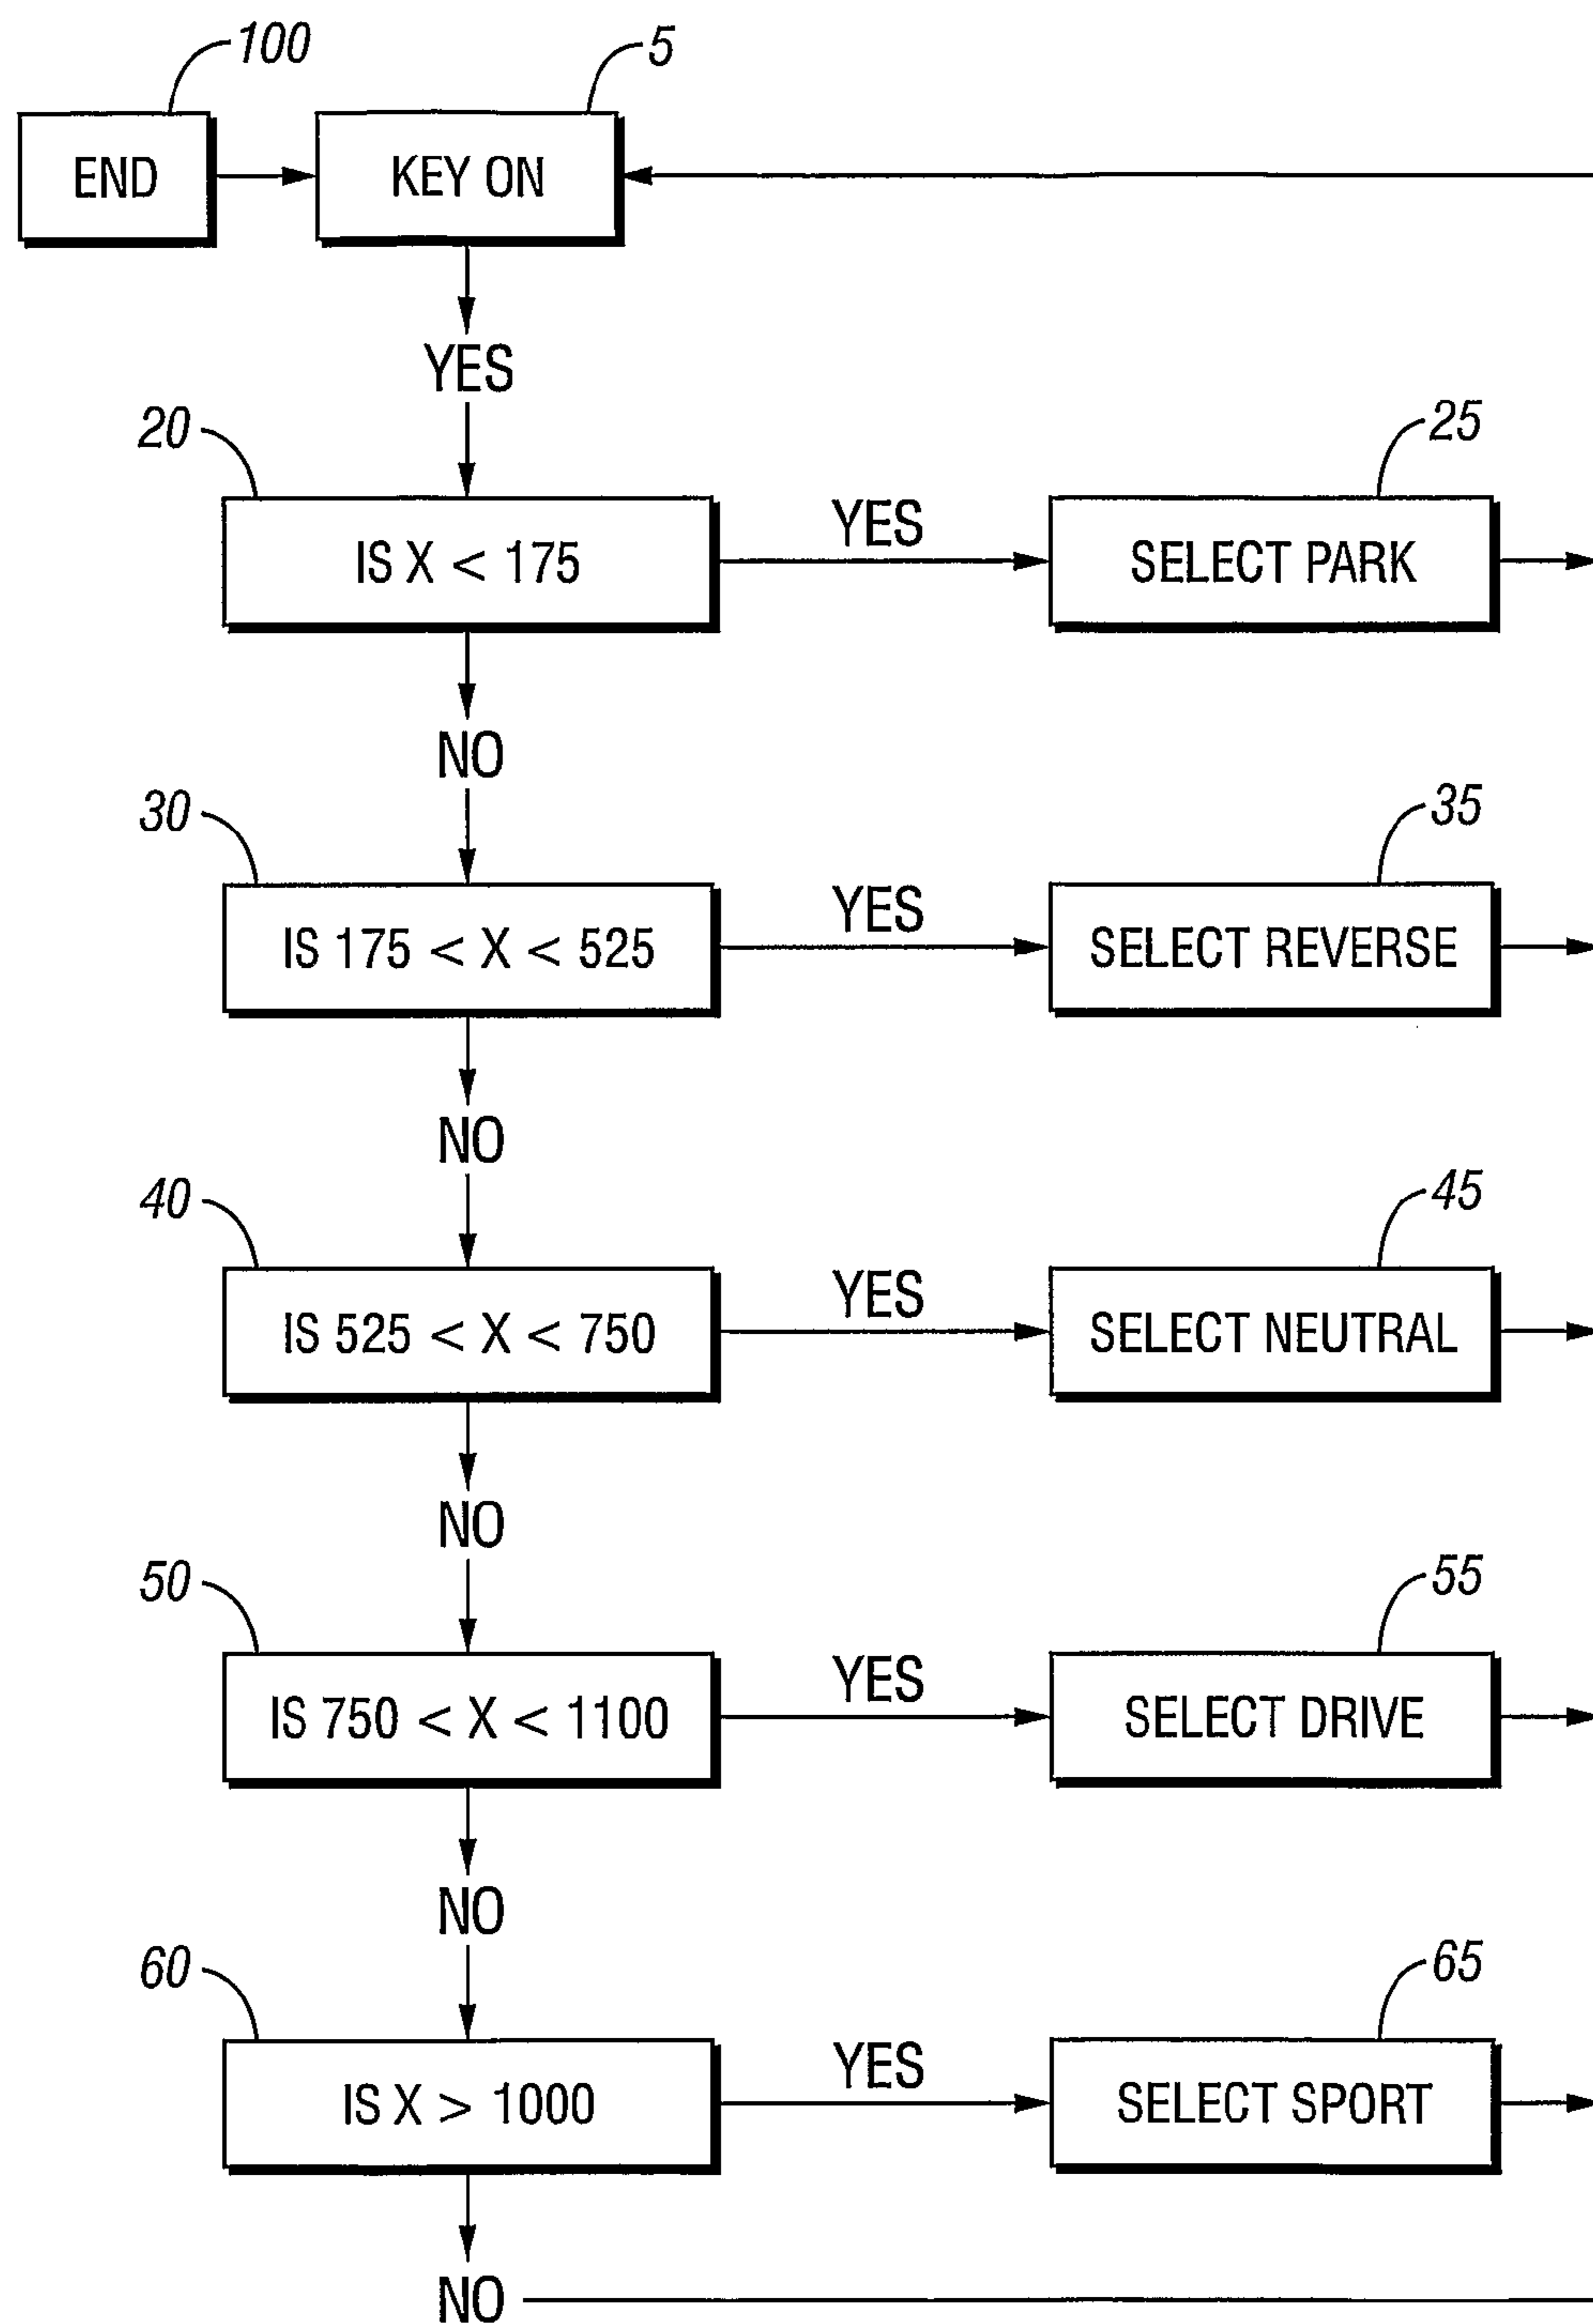 100
5
END
KEY ON
YES
20
25
IS X < 175
YES
SELECT PARK
NO
30
35
IS 175 < X < 525
YES
SELECT REVERSE
NO
40
45
IS 525 < X < 750
YES
SELECT NEUTRAL
NO
50
55
IS 750 < X < 1100
YES
SELECT DRIVE
NO
60
65
IS X > 1000
YES
SELECT SPORT
NO